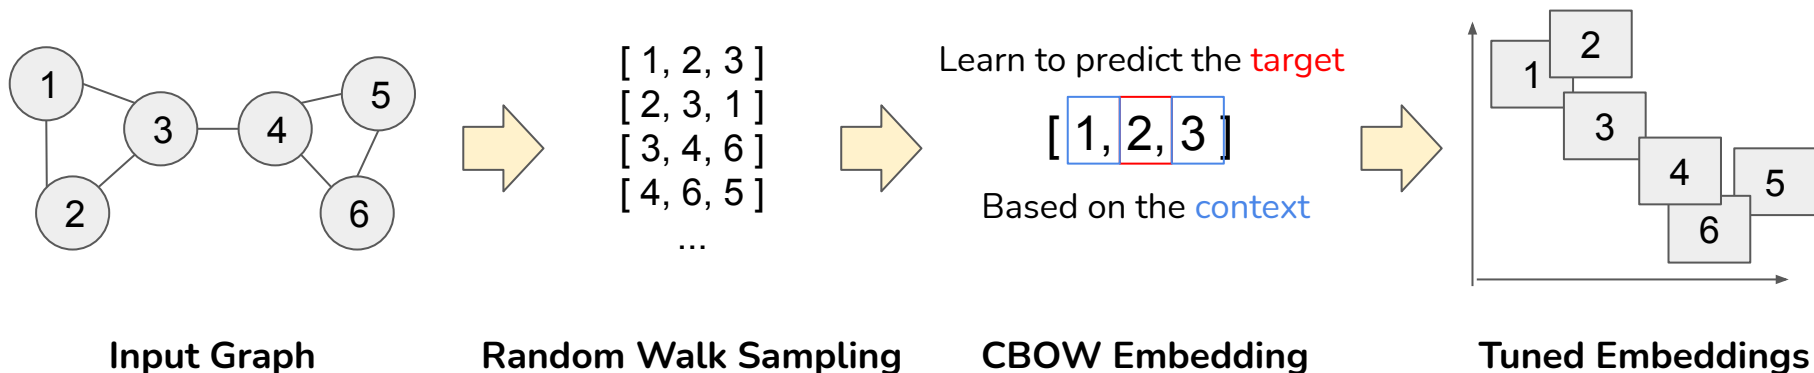 1
2
3
4
5
6
[ 1, 2, 3 ]
[ 2, 3, 1 ]
[ 3, 4, 6 ]
[ 4, 6, 5 ]
...
Learn to predict the target
[ 1, 2, 3 ]
Based on the context
1
2
3
4
5
6
Input Graph
Random Walk Sampling
CBOW Embedding
Tuned Embeddings